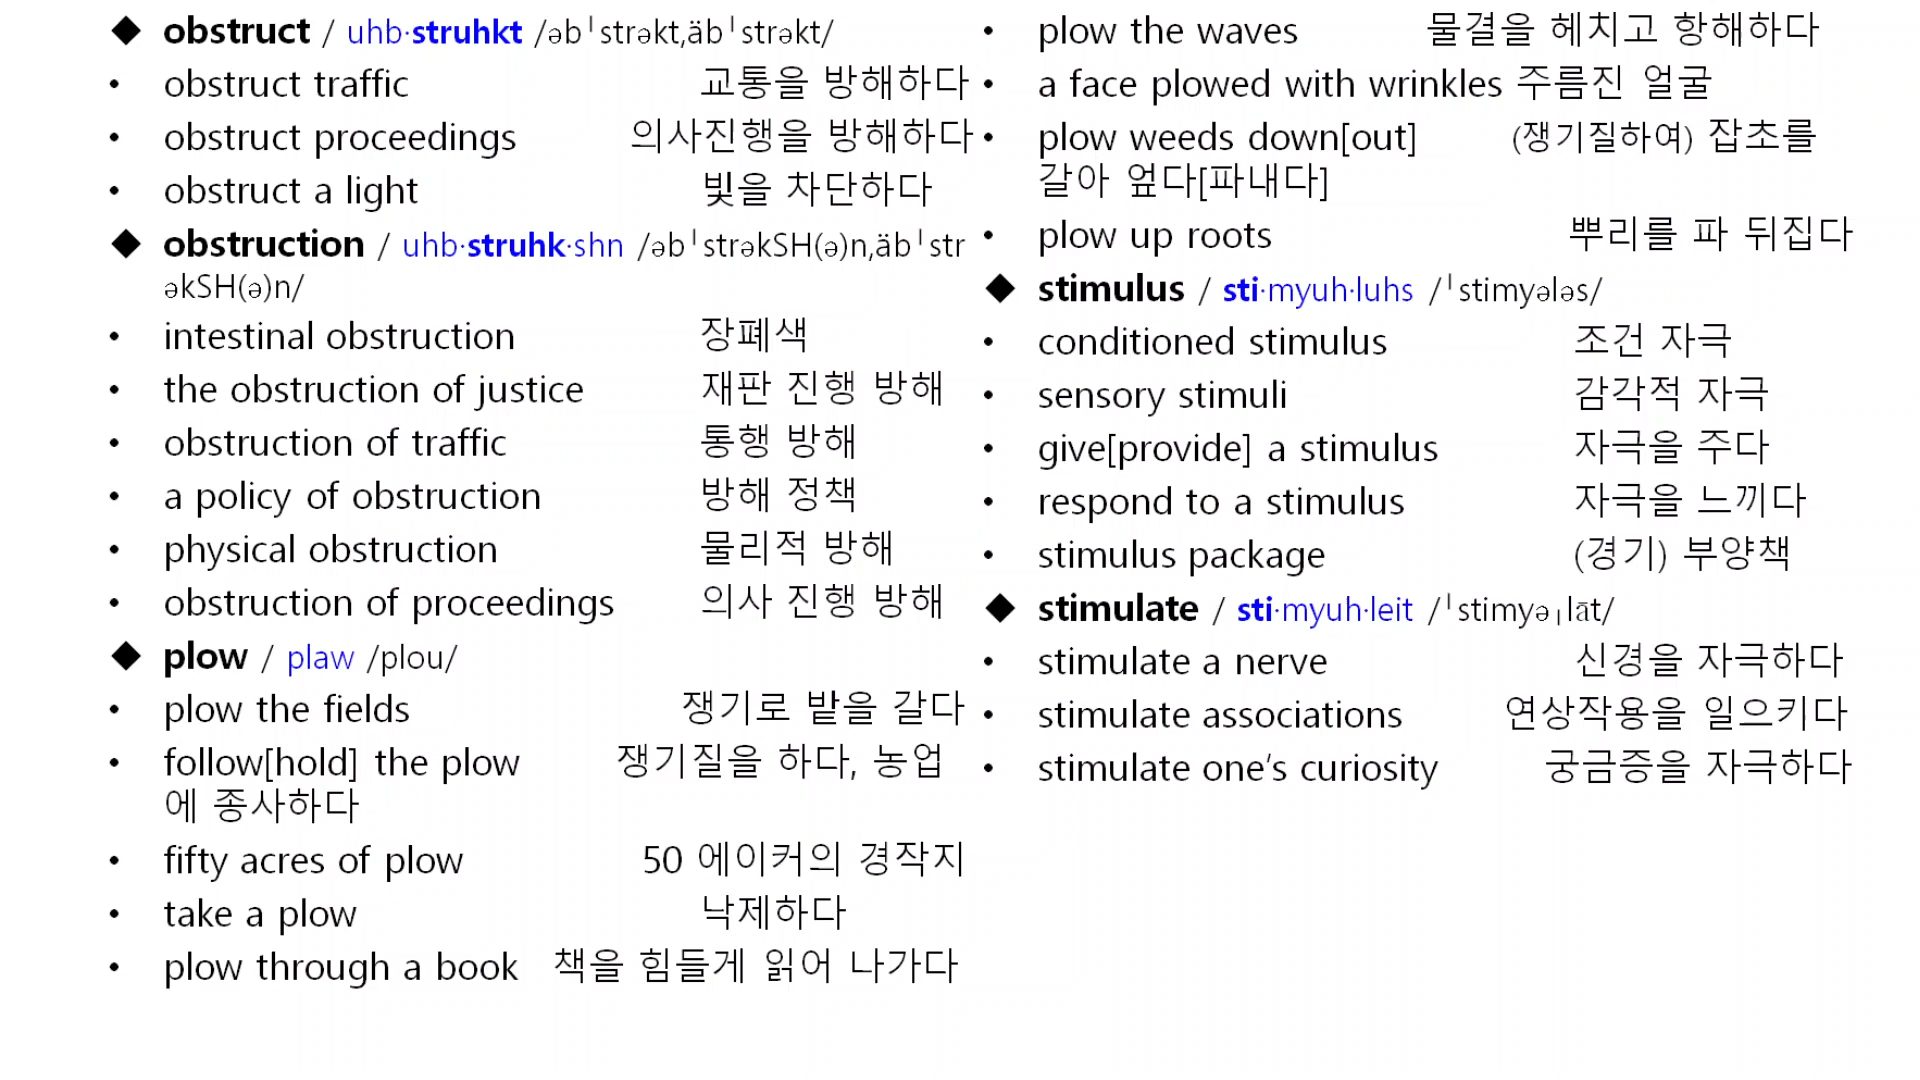 ◆ obstruct / uhb·struhkt /əbˈstrəkt,äbˈstrəkt/
• obstruct traffic 교통을 방해하다
• obstruct proceedings 의사진행을 방해하다
• obstruct a light 빛을 차단하다
◆ obstruction / uhb·struhk·shn /əbˈstrəkSH(ə)n,äbˈstr
əkSH(ə)n/
• intestinal obstruction 장폐색
• the obstruction of justice 재판 진행 방해
• obstruction of traffic 통행 방해
• a policy of obstruction 방해 정책
• physical obstruction 물리적 방해
• obstruction of proceedings 의사 진행 방해
◆ plow / plaw /plou/
• plow the fields 쟁기로 밭을 갈다
• follow[hold] the plow 쟁기질을 하다, 농업
에 종사하다
• fifty acres of plow 50 에이커의 경작지
• take a plow 낙제하다
• plow through a book 책을 힘들게 읽어 나가다
• plow the waves 물결을 헤치고 항해하다
• a face plowed with wrinkles 주름진 얼굴
• plow weeds down[out] (쟁기질하여) 잡초를
갈아 엎다[파내다]
• plow up roots 뿌리를 파 뒤집다
◆ stimulus / sti·myuh·luhs /ˈstimyələs/
• conditioned stimulus 조건 자극
• sensory stimuli 감각적 자극
• give[provide] a stimulus 자극을 주다
• respond to a stimulus 자극을 느끼다
• stimulus package (경기) 부양책
◆ stimulate / sti·myuh·leit /ˈstimyəˌlāt/
• stimulate a nerve 신경을 자극하다
• stimulate associations 연상작용을 일으키다
• stimulate one's curiosity 궁금증을 자극하다